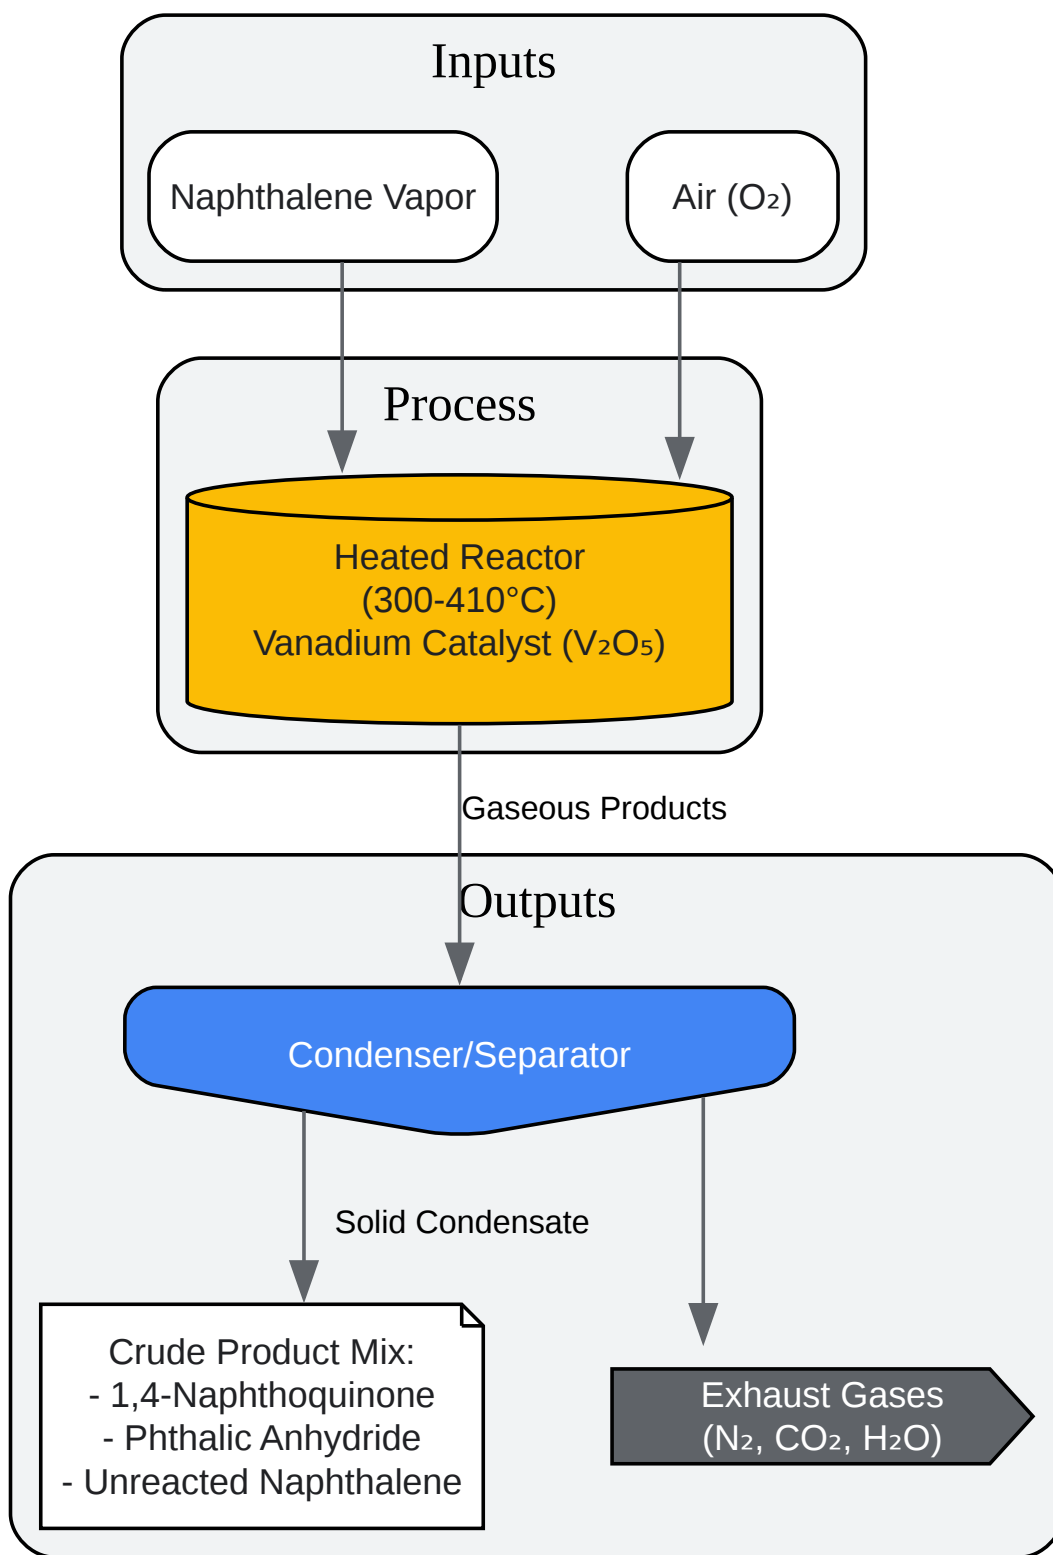 Inputs
Naphthalene Vapor
Air (O₂)
Process
Heated Reactor
(300-410°C)
Vanadium Catalyst (V₂O₅)
Gaseous Products
Outputs
Condenser/Separator
Solid Condensate
Crude Product Mix:
- 1,4-Naphthoquinone
- Phthalic Anhydride
- Unreacted Naphthalene
Exhaust Gases
(N₂, CO₂, H₂O)